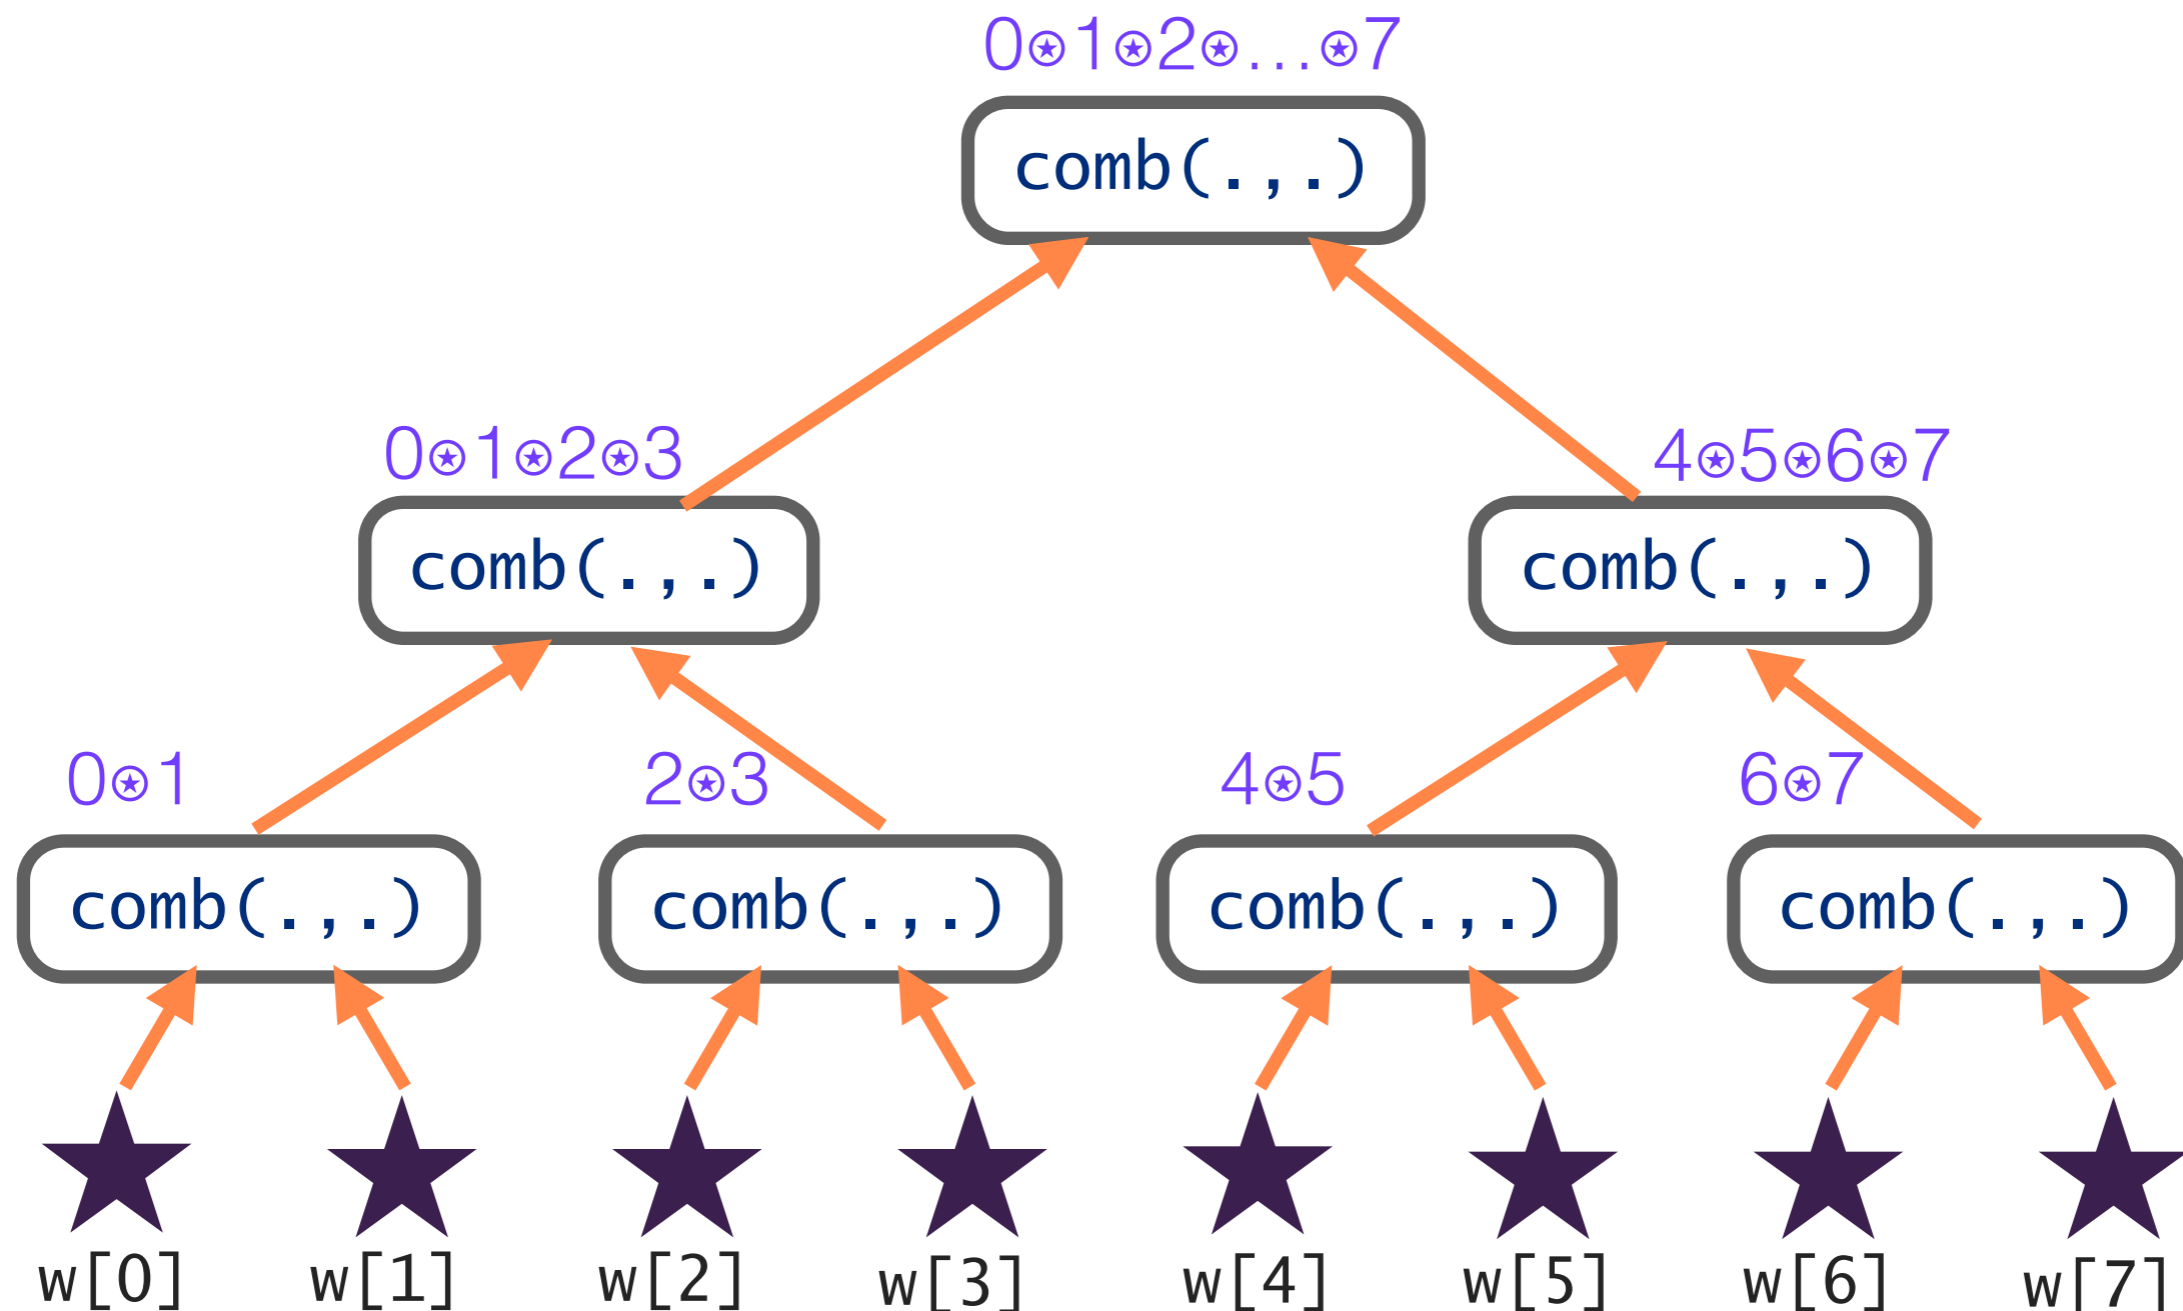 0⍟1⍟2⍟...⍟7
comb(.,.)
0⍟1⍟2⍟3
4⍟5⍟6⍟7
comb(.,.)
comb(.,.)
0⍟1
2⍟3
4⍟5
6⍟7
comb(.,.)
comb(.,.)
comb(.,.)
comb(.,.)
w[0]
w[1]
w[2]
w[3]
w[4]
w[5]
w[6]
w[7]